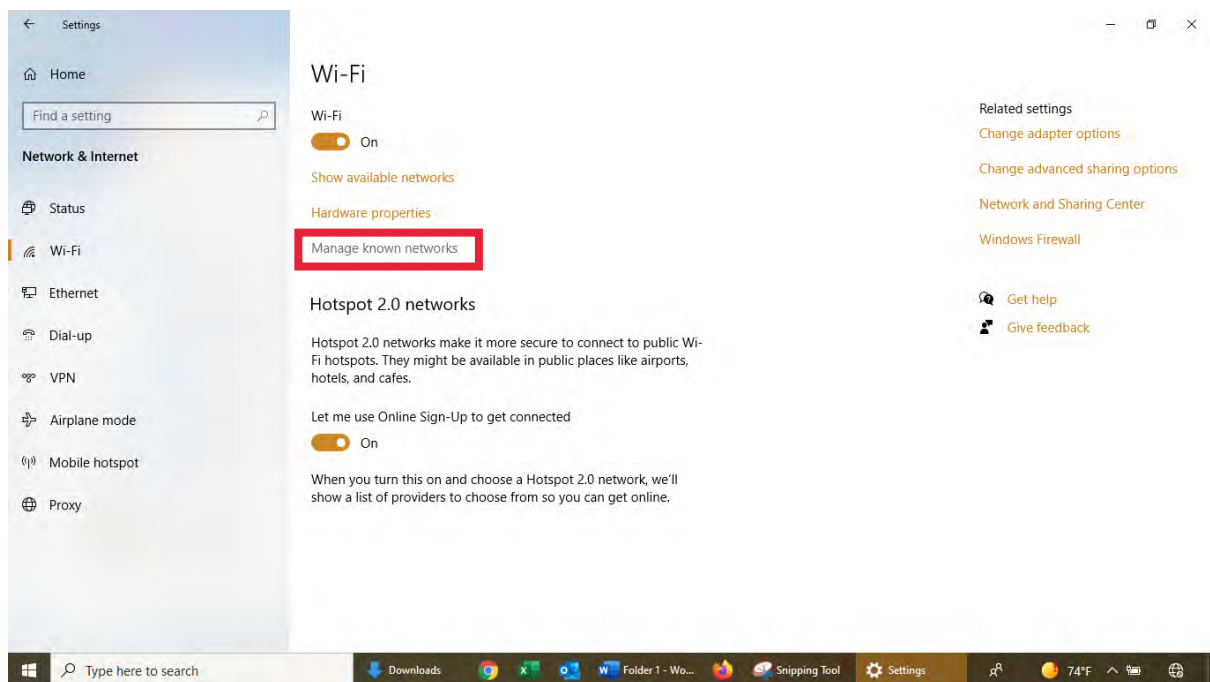 Settings
Home
Find a setting
Network & Internet
Status
Wi-Fi
Ethernet
Dial-up
VPN
Airplane mode
Mobile hotspot
Proxy
Wi-Fi
Wi-Fi
On
Show available networks
Hardware properties
Manage known networks
Hotspot 2.0 networks
Hotspot 2.0 networks make it more secure to connect to public Wi-
Fi hotspots. They might be available in public places like airports,
hotels, and cafes.
Let me use Online Sign-Up to get connected
On
When you turn this on and choose a Hotspot 2.0 network, we'll
show a list of providers to choose from so you can get online.
Related settings
Change adapter options
Change advanced sharing options
Network and Sharing Center
Windows Firewall
Get help
Give feedback
Type here to search
Downloads
Folder 1 - Wo...
Snipping Tool
Settings
74°F